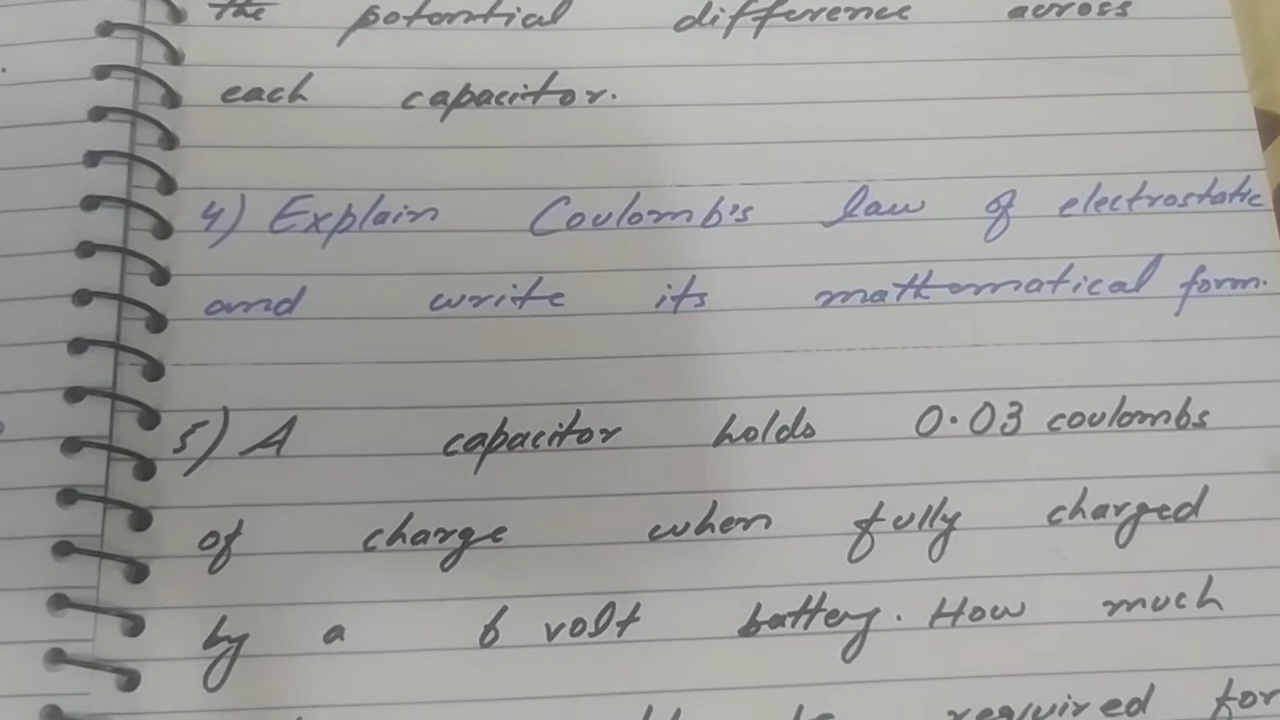 the potential difference across
each capacitor.
4) Explain Coulomb's law of electrostatic
and write its mathematical form.
5) A capacitor holds 0.03 coulombs
of charge when fully charged
by a 6 volt battery. How much
required for